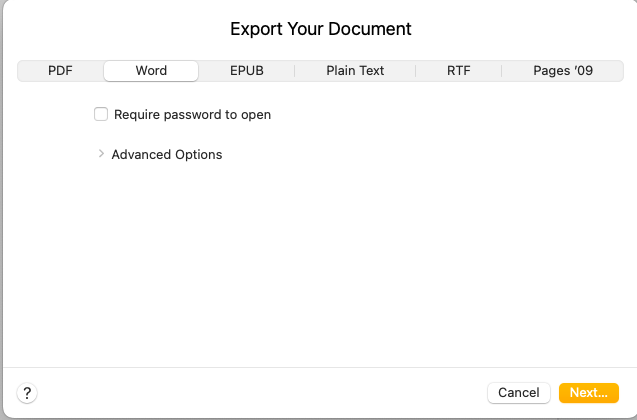 Export Your Document
PDF Word EPUB Plain Text RTF Pages ’09
Require password to open
Advanced Options
? Cancel Next...